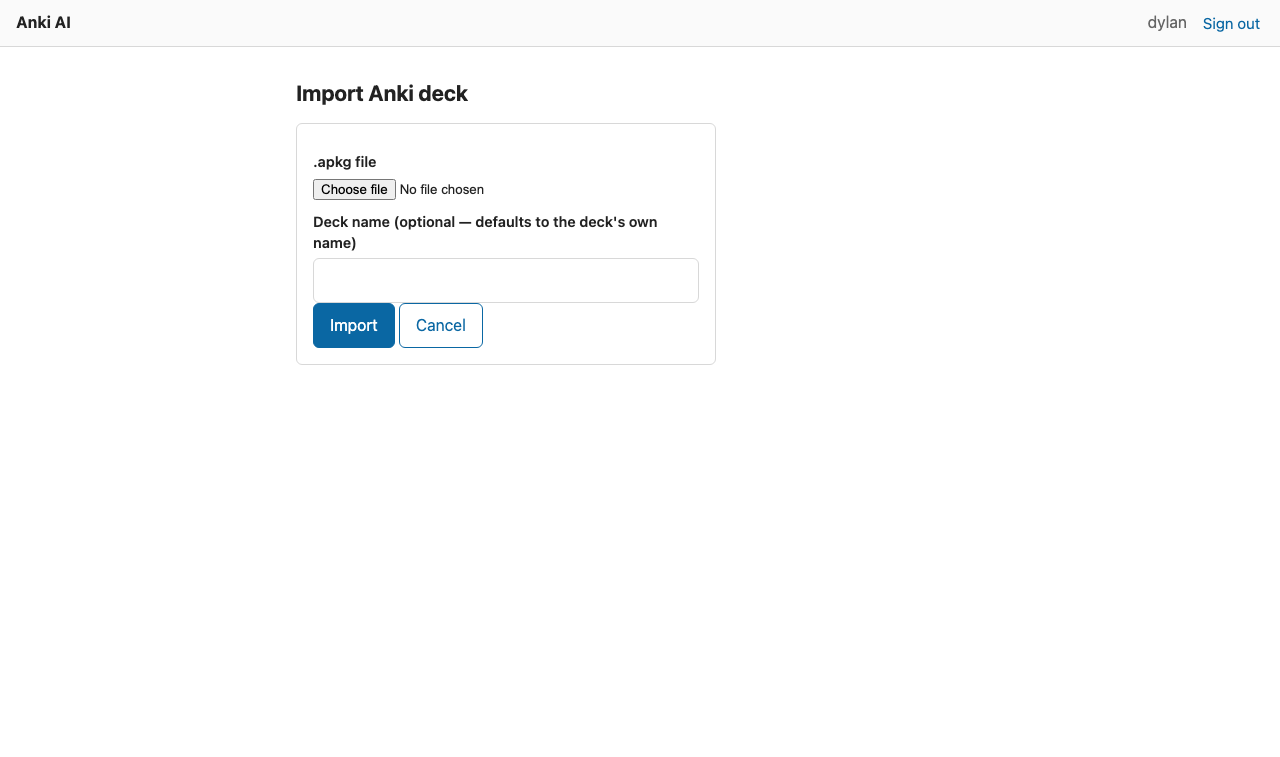 Anki AI
dylan
Sign out
Import Anki deck
.apkg file
Choose file No file chosen
Deck name (optional — defaults to the deck's own
name)
Import
Cancel